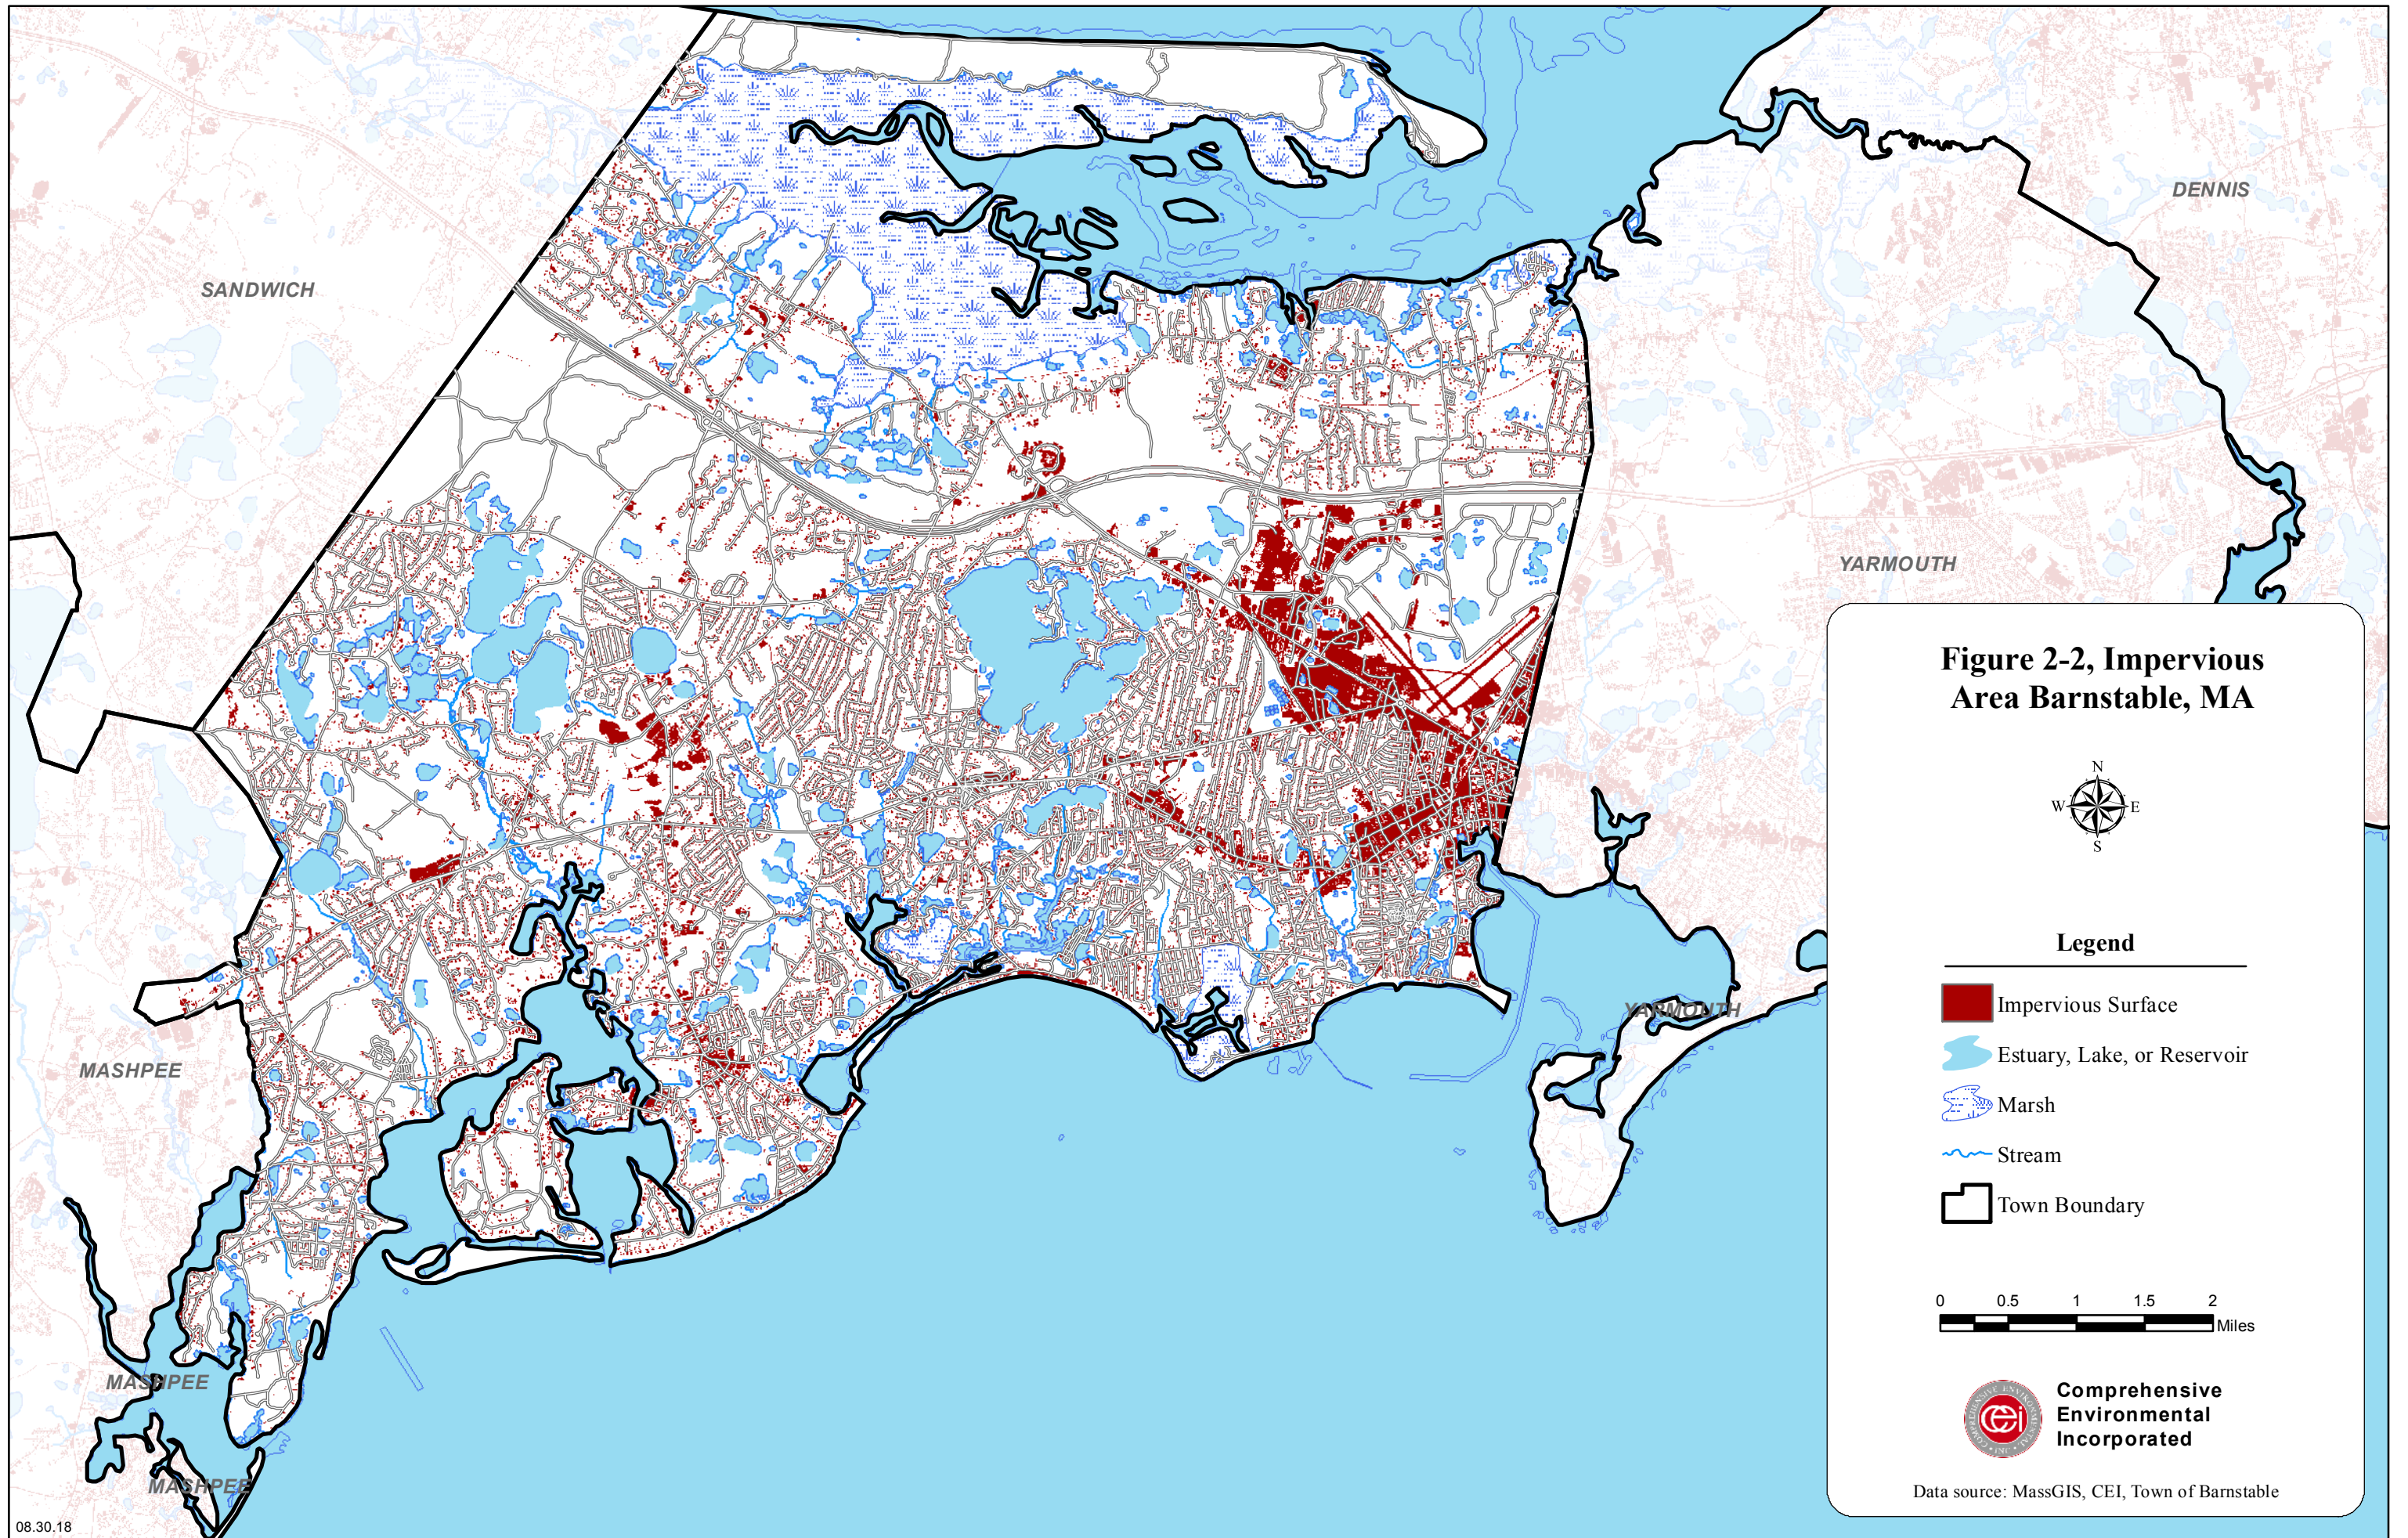 SANDWICH
DENNIS
YARMOUTH
YARMOUTH
MASHPEE
MASHPEE
MASHPEE
08.30.18
Figure 2-2, Impervious
Area Barnstable, MA
N
W
E
S
Legend
Impervious Surface
Estuary, Lake, or Reservoir
Marsh
Stream
Town Boundary
0 0.5 1 1.5 2
Miles
cei
Comprehensive
Environmental
Incorporated
Data source: MassGIS, CEI, Town of Barnstable